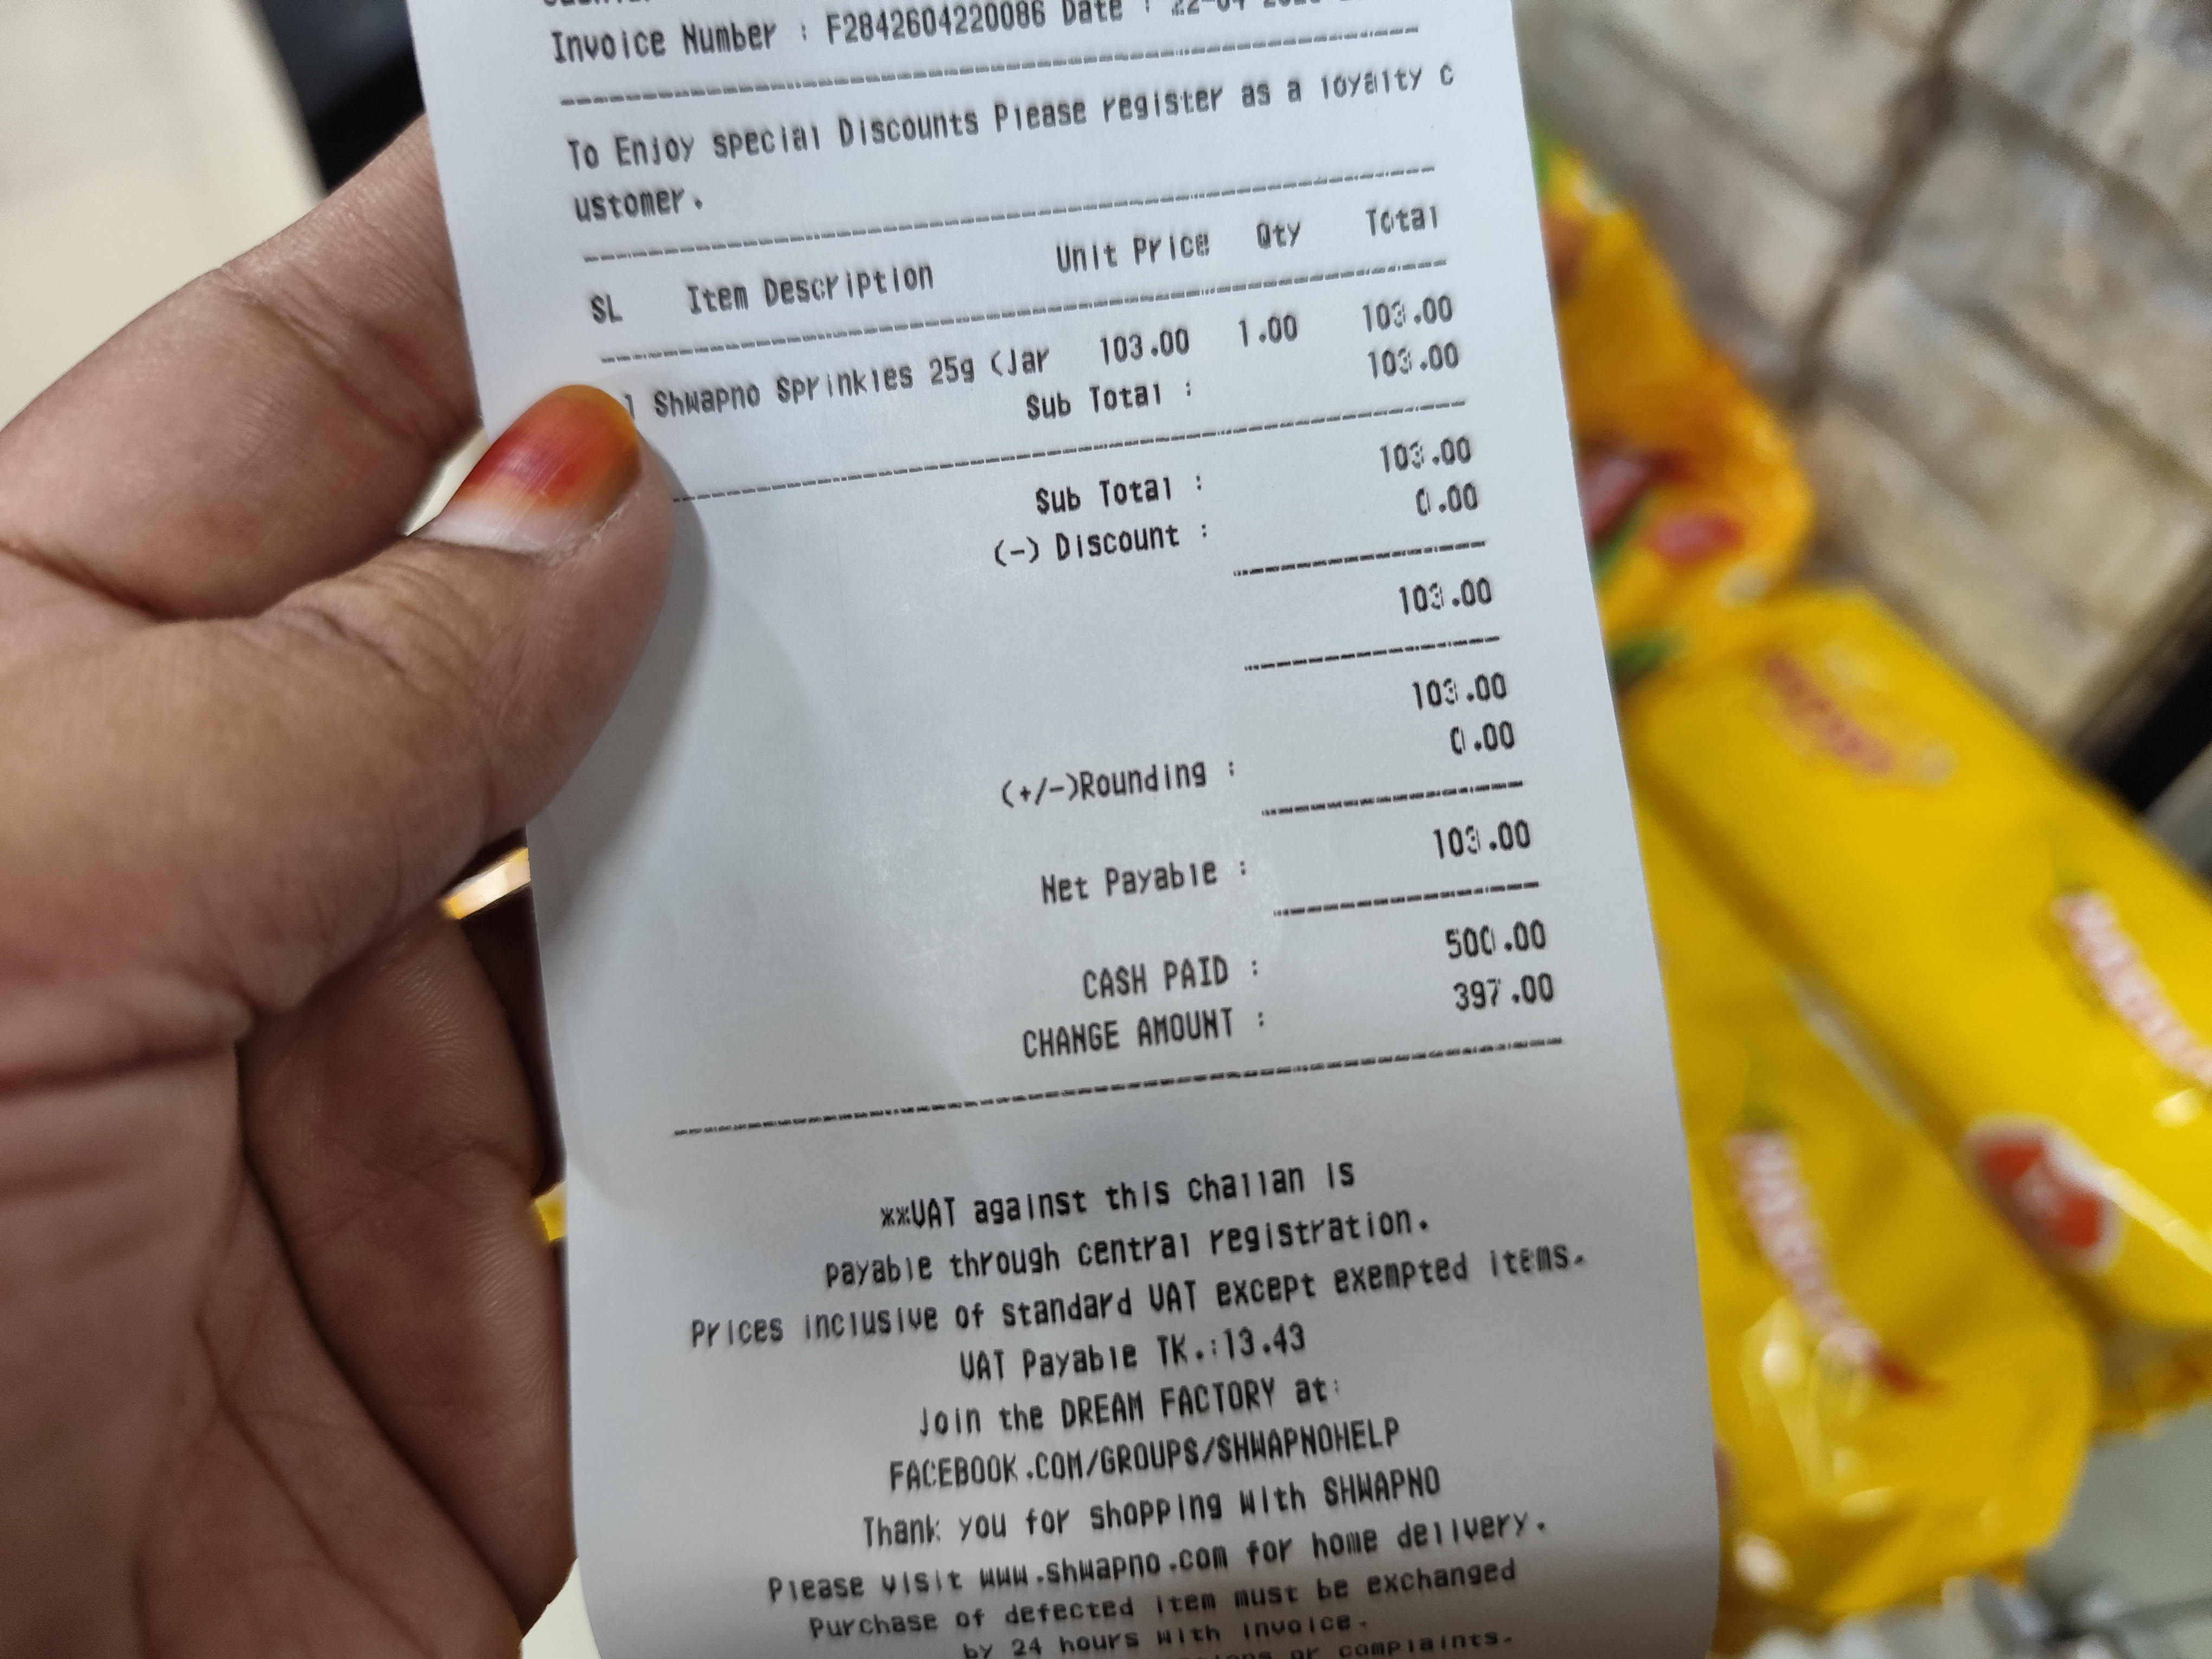 Invoice Number : F2842604220086 Date :
To Enjoy special Discounts Please register as a loyalty c
ustomer.
SL Item Description Unit Price Qty Total
1 Shwapno Sprinkles 25g (Jar 103.00 1.00 103.00
Sub Total : 103.00
Sub Total : 103.00
(-) Discount : 0.00
103.00
103.00
(+/-)Rounding : 0.00
Net Payable : 103.00
CASH PAID : 500.00
CHANGE AMOUNT : 397.00
**VAT against this challan is
payable through central registration.
Prices inclusive of standard VAT except exempted items.
VAT Payable TK.:13.43
Join the DREAM FACTORY at:
FACEBOOK.COM/GROUPS/SHWAPNOHELP
Thank you for shopping with SHWAPNO
Please visit www.shwapno.com for home delivery.
Purchase of defected item must be exchanged
by 24 hours with invoice.
or complaints.